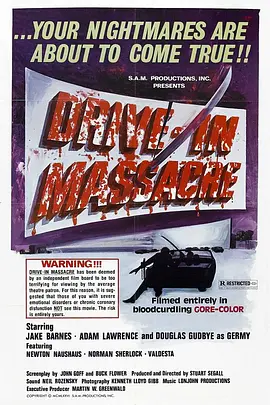 ...YOUR NIGHTMARES ARE
ABOUT TO COME TRUE!!
S.A.M. PRODUCTIONS, INC.
PRESENTS
DRIVE-IN
MASSACRE
WARNING!!!
DRIVE-IN MASSACRE has been deemed
by an independent film board to be too
terrifying for viewing by the average
theatre patron. For this reason, it is sug-
gested that those of you with severe
emotional disorders or chronic coronary
disfunction NOT see this movie. The risk
is entirely yours.
R RESTRICTED
Filmed entirely in
bloodcurdling GORE-COLOR
Starring
JAKE BARNES · ADAM LAWRENCE and DOUGLAS GUDBYE as GERMY
Featuring
NEWTON NAUSHAUS · NORMAN SHERLOCK · VALDESTA
Screenplay by JOHN GOFF and BUCK FLOWER Produced and Directed by STUART SEGALL
Sound NEIL ROZENSKY Photography KENNETH LLOYD GIBB Music LONJOHN PRODUCTIONS
Executive Producer MARTIN W. GREENWALD